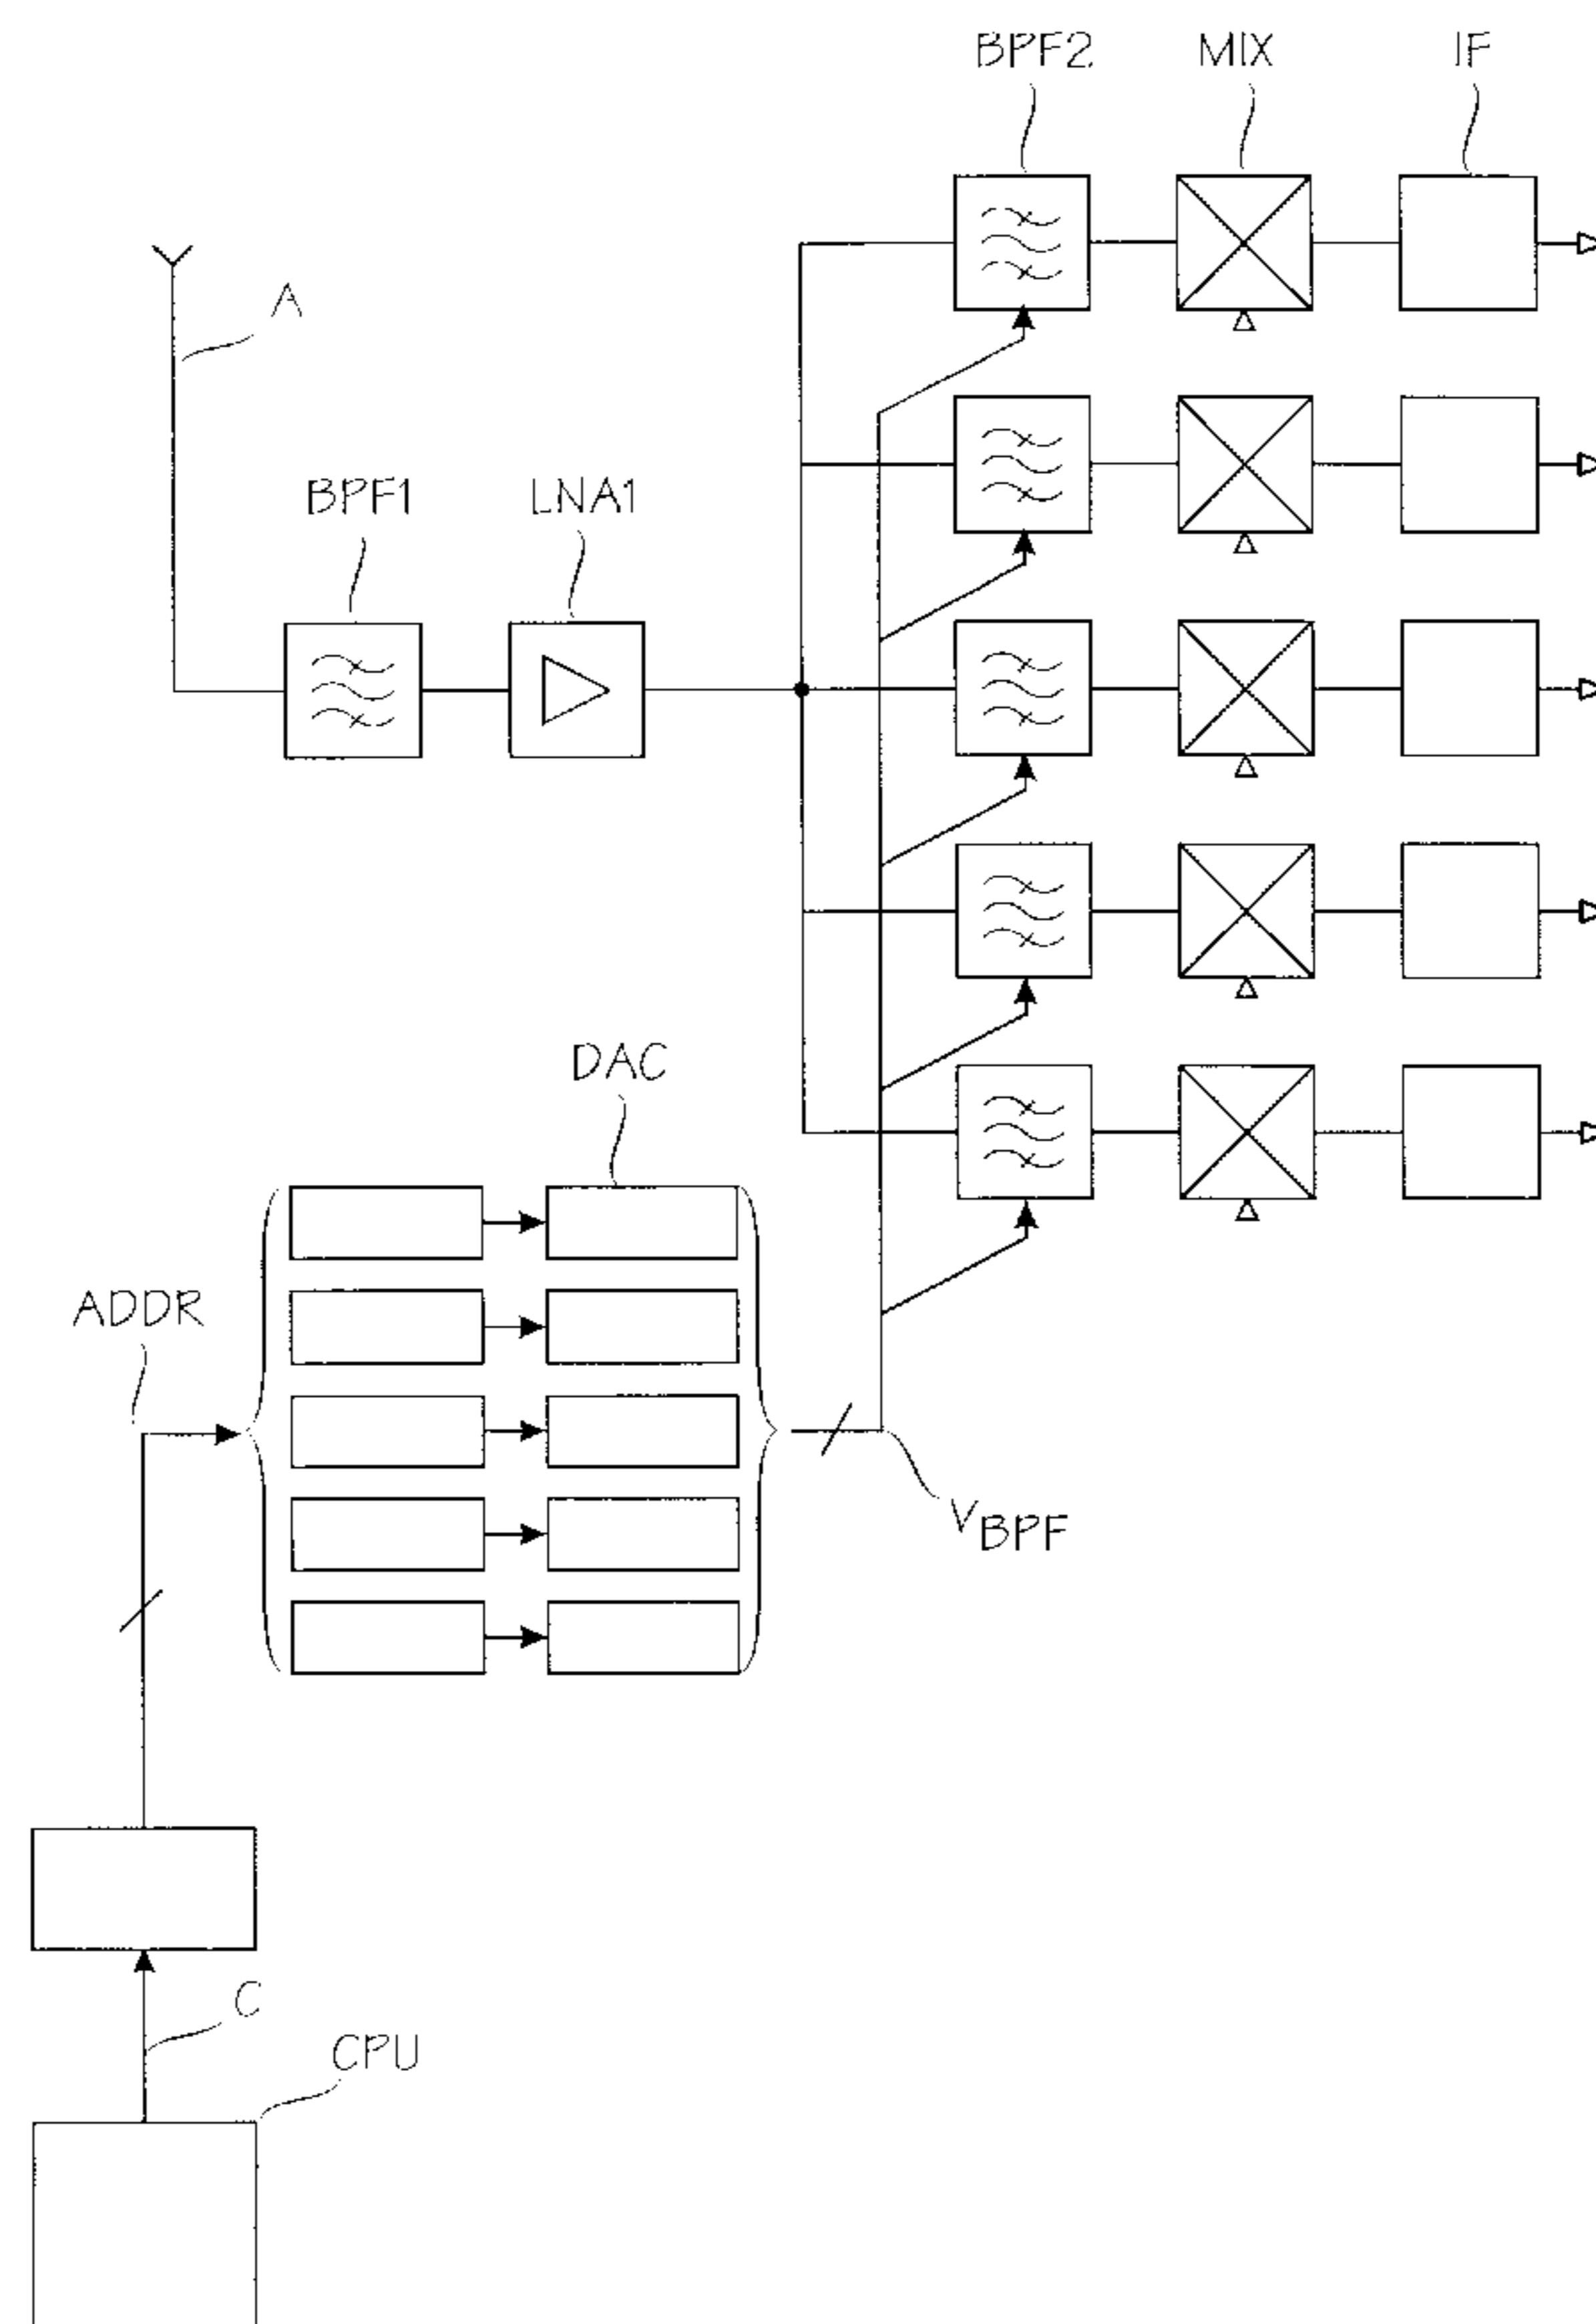 BPF2
MIX
IF
A
BPF1
LNA1
DAC
ADDR
VBPF
C
CPU